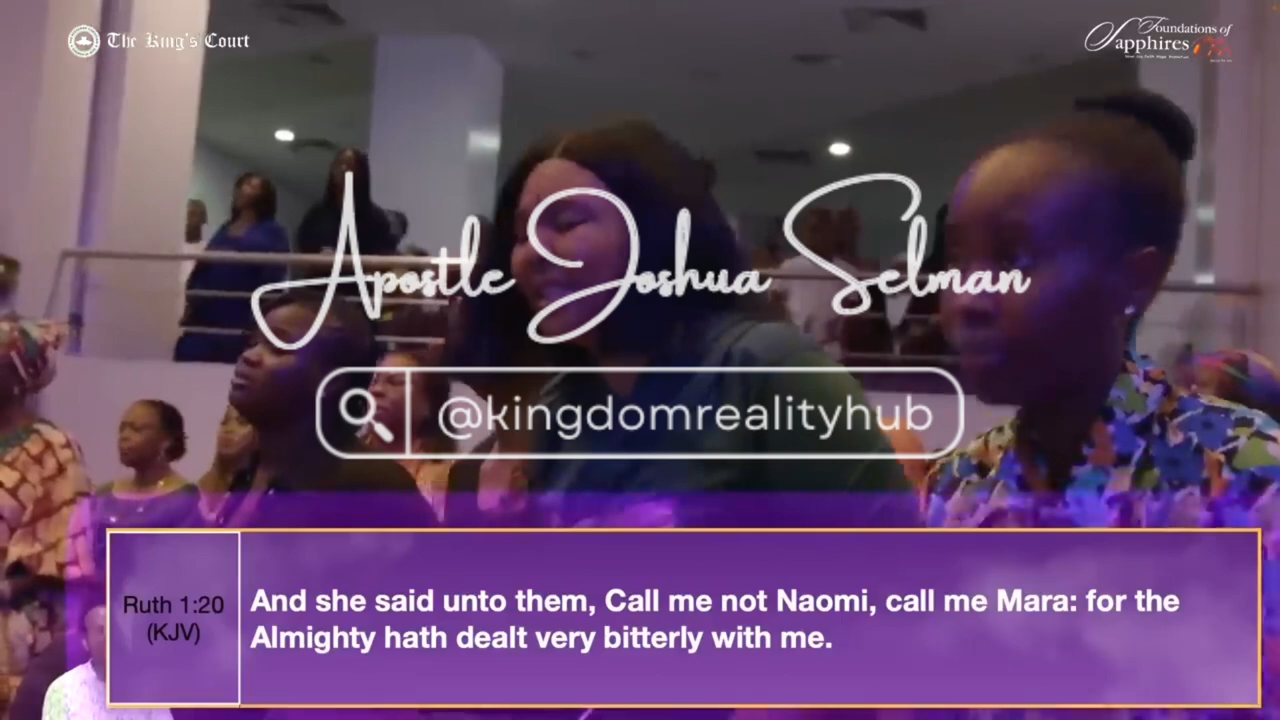 The King's Court
Foundations of
Sapphires
Apostle Joshua Selman
@kingdomrealityhub
Ruth 1:20
(KJV)
And she said unto them, Call me not Naomi, call me Mara: for the
Almighty hath dealt very bitterly with me.